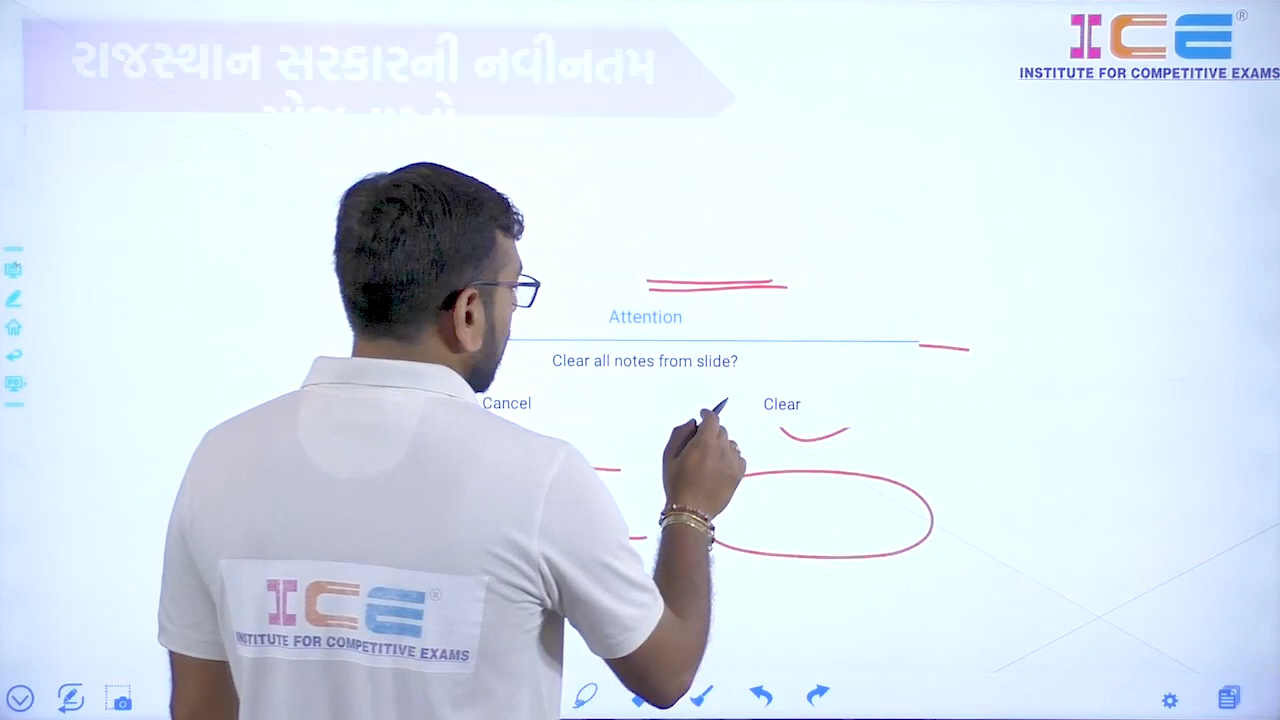 રાજસ્થાન સરકારની નવીનતમ
ICE®
INSTITUTE FOR COMPETITIVE EXAMS
Attention
Clear all notes from slide?
Cancel
Clear
ICE®
INSTITUTE FOR COMPETITIVE EXAMS